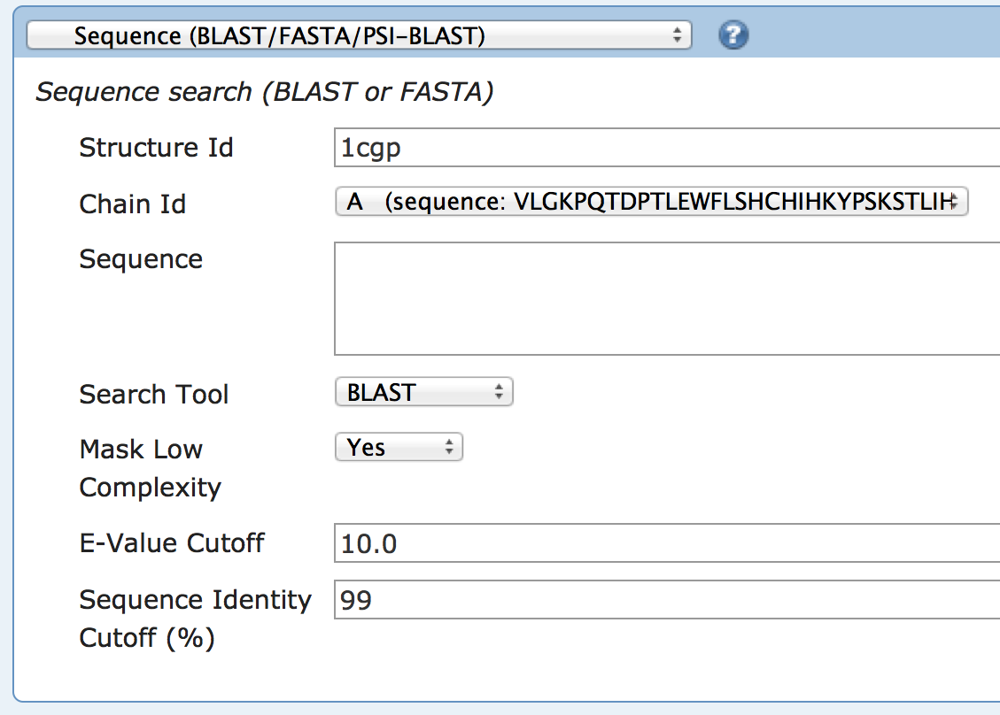 Sequence (BLAST/FASTA/PSI-BLAST) ?
Sequence search (BLAST or FASTA)
Structure Id 1cgp
Chain Id A (sequence: VLGKPQTDPTLEWFLSHCHIHKYPSKSTLIH
Sequence
Search Tool BLAST
Mask Low Yes
Complexity
E-Value Cutoff 10.0
Sequence Identity 99
Cutoff (%)